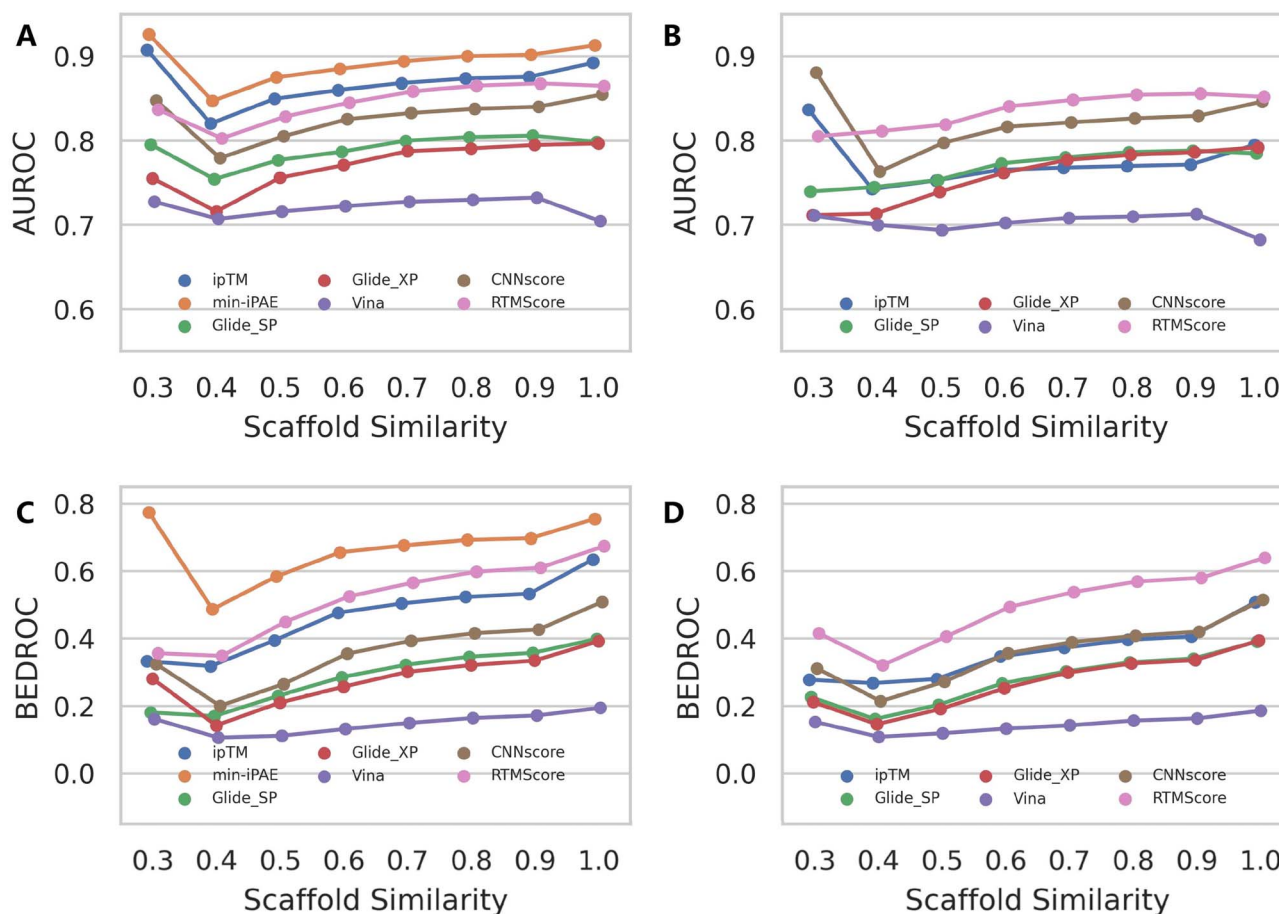 A
AUROC
0.9
0.8
0.7
0.6
ipTM
min-iPAE
Glide_SP
Glide_XP
Vina
CNNscore
RTMScore
0.3 0.4 0.5 0.6 0.7 0.8 0.9 1.0
Scaffold Similarity
B
AUROC
0.9
0.8
0.7
0.6
ipTM
Glide_SP
Glide_XP
Vina
CNNscore
RTMScore
0.3 0.4 0.5 0.6 0.7 0.8 0.9 1.0
Scaffold Similarity
C
BEDROC
0.8
0.6
0.4
0.2
0.0
ipTM
min-iPAE
Glide_SP
Glide_XP
Vina
CNNscore
RTMScore
0.3 0.4 0.5 0.6 0.7 0.8 0.9 1.0
Scaffold Similarity
D
BEDROC
0.8
0.6
0.4
0.2
0.0
ipTM
Glide_SP
Glide_XP
Vina
CNNscore
RTMScore
0.3 0.4 0.5 0.6 0.7 0.8 0.9 1.0
Scaffold Similarity